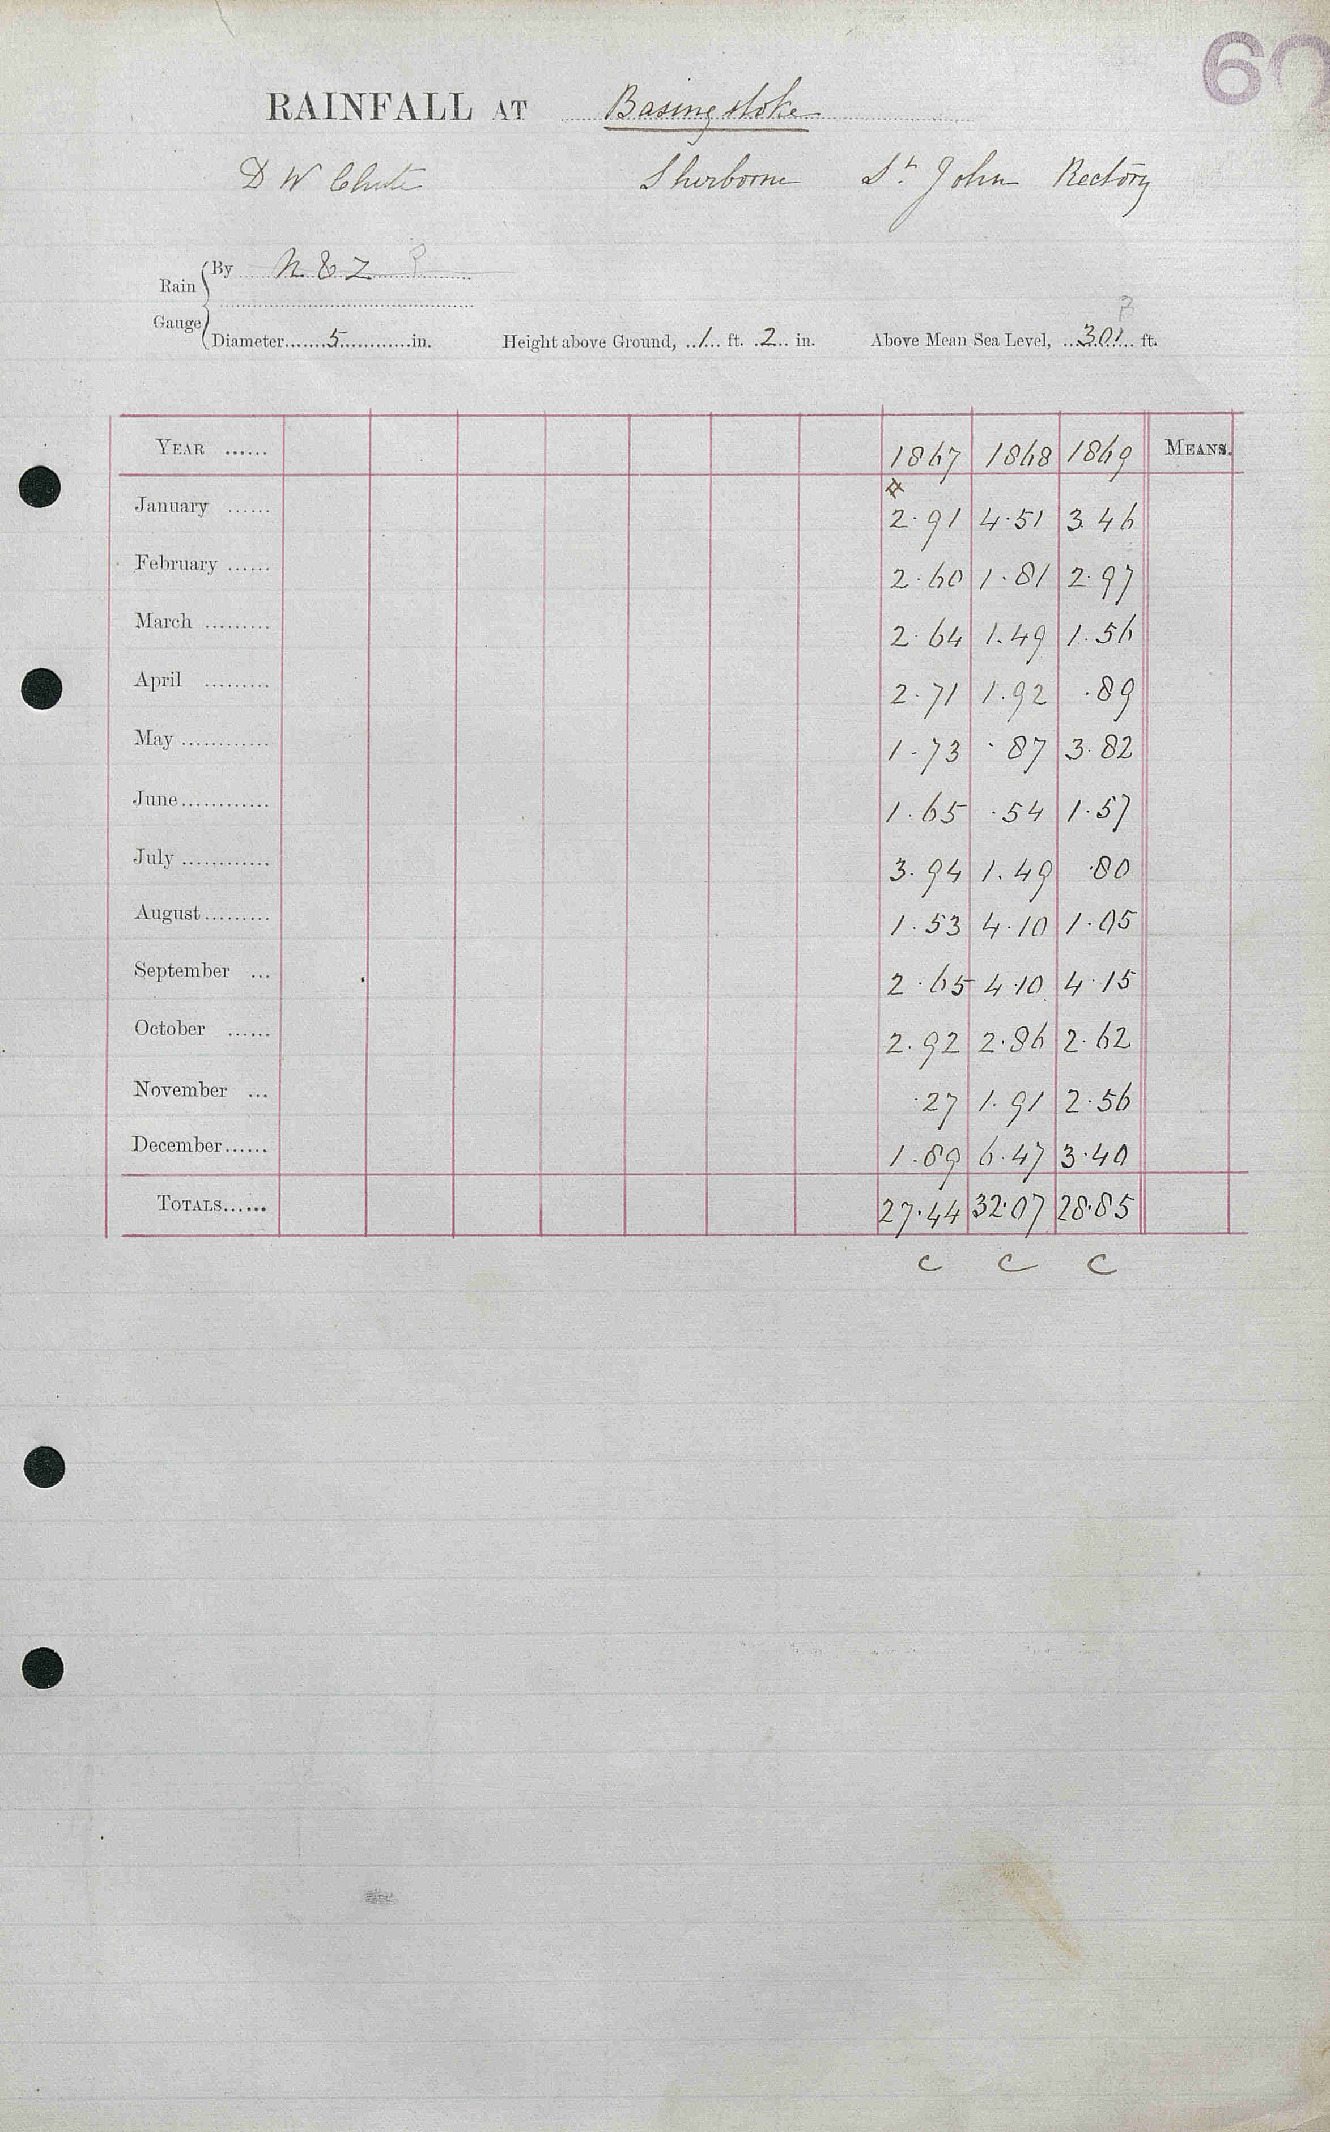 60
RAINFALL AT Basingstoke
D W Chute Sherborne St. John Rectory
Rain Gauge By N & Z ?
Diameter 5 in. Height above Ground, 1 ft. 2 in. Above Mean Sea Level, 301 ft. ?
YEAR ...... 1867 1868 1869 MEANS.
January ...... 2.91 4.51 3.46
February ...... 2.60 1.81 2.97
March ......... 2.64 1.49 1.56
April ......... 2.71 1.92 .89
May ............ 1.73 .87 3.82
June ............ 1.65 .54 1.57
July ............ 3.94 1.49 .80
August ......... 1.53 4.10 1.05
September ... 2.65 4.10 4.15
October ...... 2.92 2.86 2.62
November ... .27 1.91 2.56
December ...... 1.89 6.47 3.40
TOTALS ...... 27.44 32.07 28.85
C C C